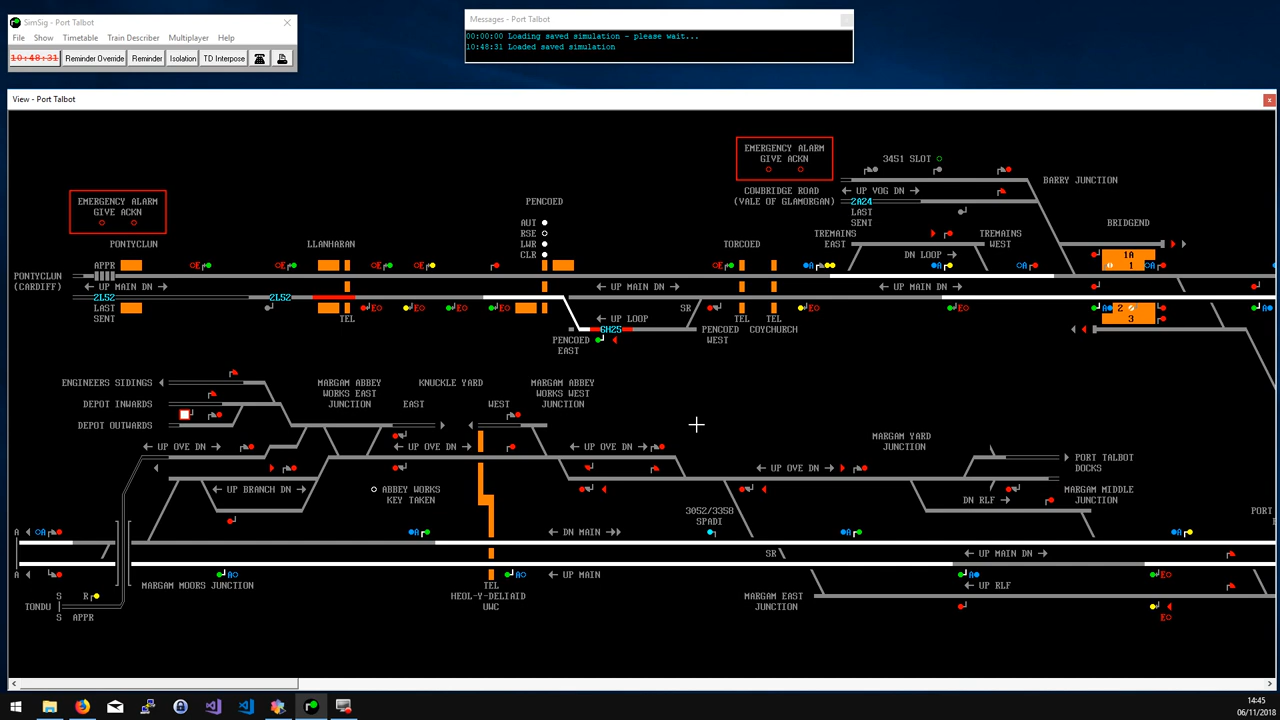 SimSig - Port Talbot
File Show Timetable Train Describer Multiplayer Help
10:48:31 Reminder Override Reminder Isolation TD Interpose
Messages - Port Talbot
00:00:00 Loading saved simulation - please wait...
10:48:31 Loaded saved simulation
View - Port Talbot
EMERGENCY ALARM
GIVE ACKN
3451 SLOT
BARRY JUNCTION
COWBRIDGE ROAD
(VALE OF GLAMORGAN)
UP VOG DN
2A24
LAST
SENT
EMERGENCY ALARM
GIVE ACKN
PENCOED
AUT
RSE
LWR
CLR
BRIDGEND
TREMAINS
EAST
TREMAINS
WEST
DN LOOP
PONTYCLUN
LLANHARAN
TORCOED
APPR
E E E E E A A A A
1A
1
PONTYCLUN
(CARDIFF)
UP MAIN DN
UP MAIN DN
UP MAIN DN
2L52
2L52
LAST
SENT
TEL
E E E
UP LOOP
SR
E
TEL
TEL
E
E
A 2
3
A
GH25
PENCOED
EAST
PENCOED
WEST
COYCHURCH
ENGINEERS SIDINGS
DEPOT INWARDS
DEPOT OUTWARDS
MARGAM ABBEY
WORKS EAST
JUNCTION
KNUCKLE YARD
EAST
WEST
MARGAM ABBEY
WORKS WEST
JUNCTION
UP OVE DN
UP OVE DN
UP OVE DN
MARGAM YARD
JUNCTION
PORT TALBOT
DOCKS
UP OVE DN
UP BRANCH DN
ABBEY WORKS
KEY TAKEN
DN RLF
MARGAM MIDDLE
JUNCTION
3052/3358
SPADI
PORT
A A
A
DN MAIN
A
A
SR
UP MAIN DN
A
MARGAM MOORS JUNCTION
A
A
UP MAIN
A
E
TONDU
S R
S APPR
TEL
HEOL-Y-DELIAID
UWC
UP RLF
MARGAM EAST
JUNCTION
E
14:45
06/11/2018